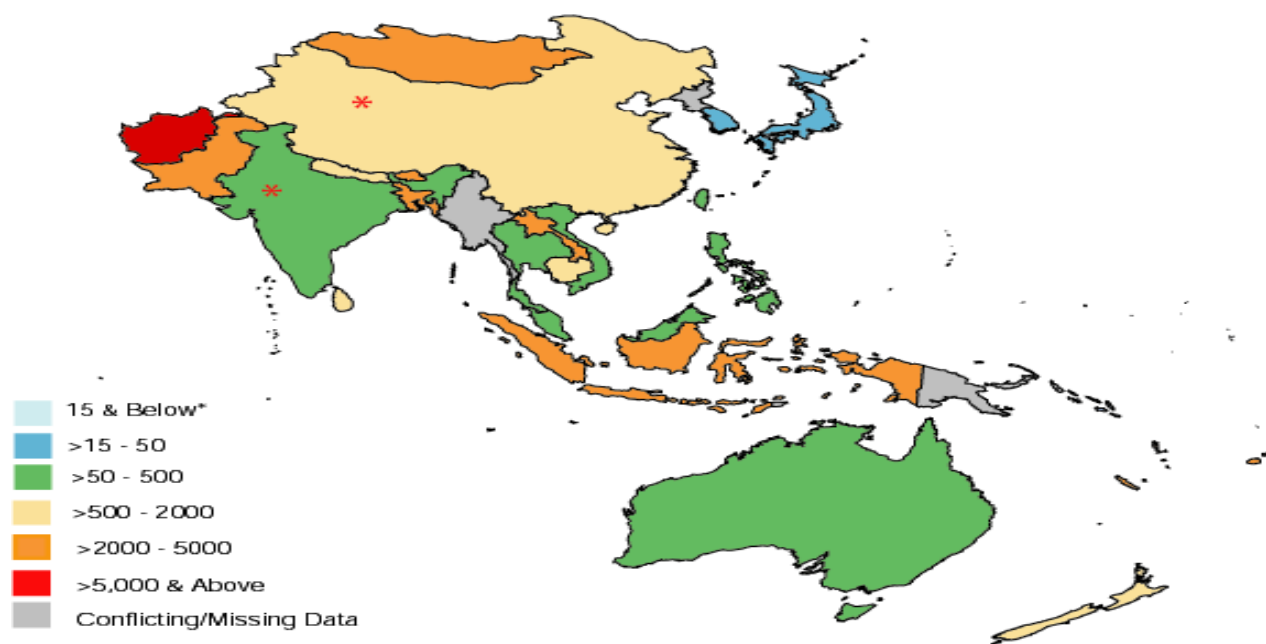 15 & Below*
>15 - 50
>50 - 500
>500 - 2000
>2000 - 5000
>5,000 & Above
Conflicting/Missing Data